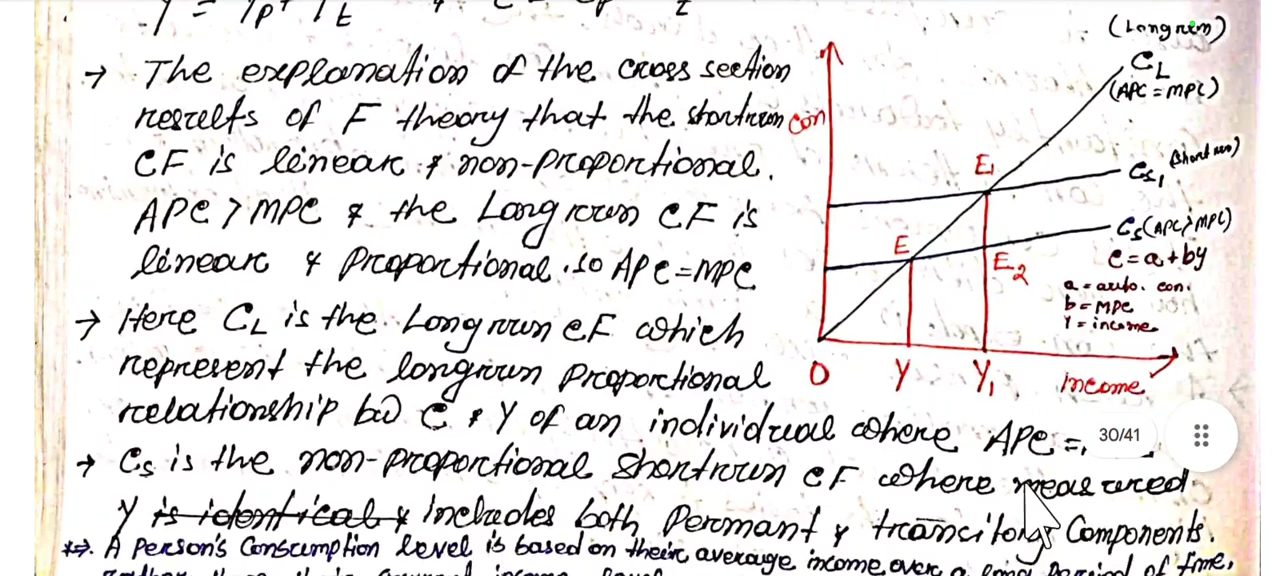 (Long run)
→ The explanation of the cross section
results of F theory that the shortrun
CF is linear & non-proportional.
APC > MPC & the Long run CF is
linear & Proportional. so APC = MPC
→ Here CL is the Long run CF which
represent the longrun proportional
relationship b/w C & Y of an individual where APC =
→ Cs is the non-proportional shortrun CF where measured
Y is identical & includes both Permant & trancitory Components.
*⇒. A Person's Consumption level is based on their average income over a long period of time,
con
CL
(APC = MPC)
E1
Cs1 (Short run)
E
Cs (APC > MPC)
E2
C = a + by
a = auto. con.
b = MPC
Y = income
O Y Y1 income
30/41